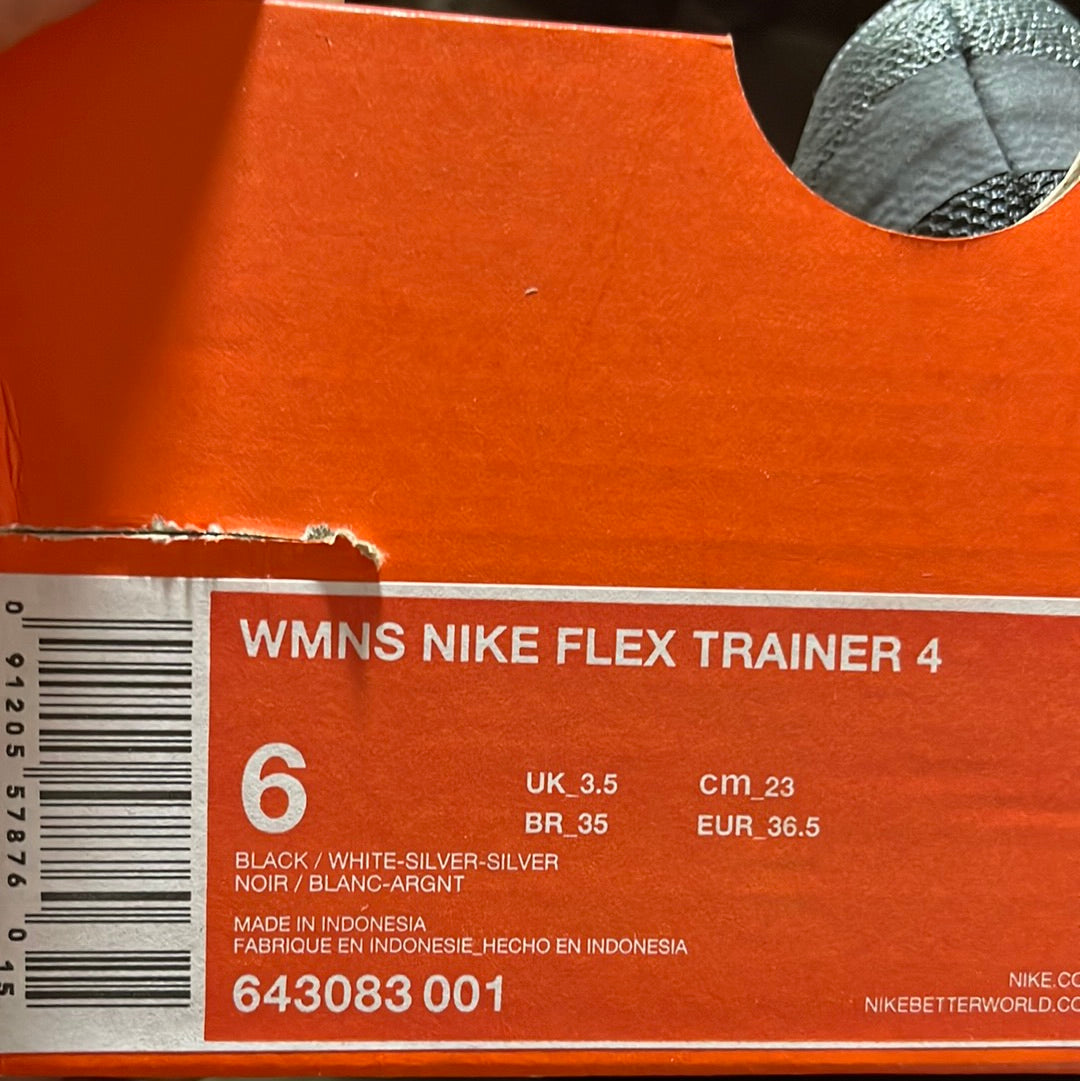 WMNS NIKE FLEX TRAINER 4
6
UK_3.5 cm_23
BR_35 EUR_36.5
BLACK / WHITE-SILVER-SILVER
NOIR / BLANC-ARGNT
MADE IN INDONESIA
FABRIQUE EN INDONESIE_HECHO EN INDONESIA
643083 001
NIKE.CO
NIKEBETTERWORLD.CO
0 91205 57876 0 15